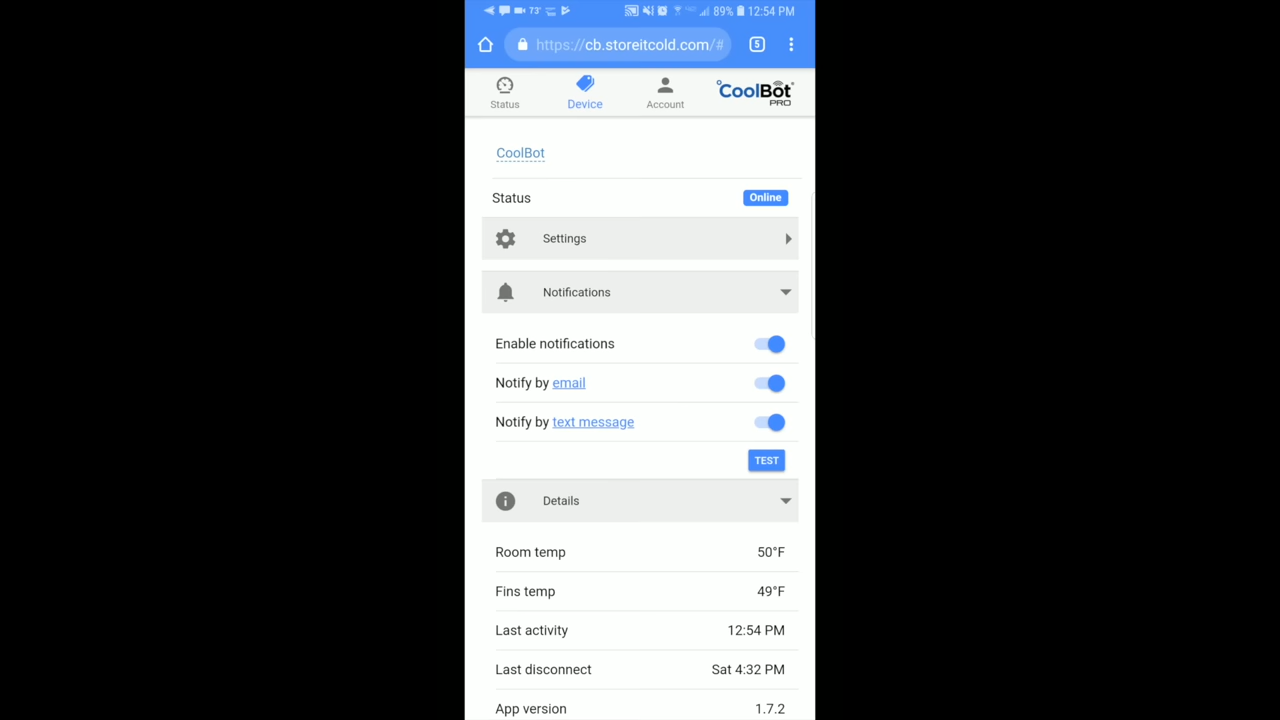 73° 89% 12:54 PM
https://cb.storeitcold.com/# 5
Status Device Account CoolBot PRO
CoolBot
Status Online
Settings
Notifications
Enable notifications
Notify by email
Notify by text message
TEST
Details
Room temp 50°F
Fins temp 49°F
Last activity 12:54 PM
Last disconnect Sat 4:32 PM
App version 1.7.2